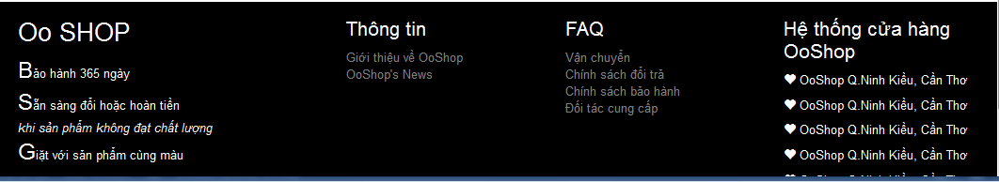 Oo SHOP
Bảo hành 365 ngày
Sẵn sàng đổi hoặc hoàn tiền
khi sản phẩm không đạt chất lượng
Giặt với sản phẩm cùng màu
Thông tin
Giới thiệu về OoShop
OoShop's News
FAQ
Vận chuyển
Chính sách đổi trả
Chính sách bảo hành
Đối tác cung cấp
Hệ thống cửa hàng
OoShop
OoShop Q.Ninh Kiều, Cần Thơ
OoShop Q.Ninh Kiều, Cần Thơ
OoShop Q.Ninh Kiều, Cần Thơ
OoShop Q.Ninh Kiều, Cần Thơ